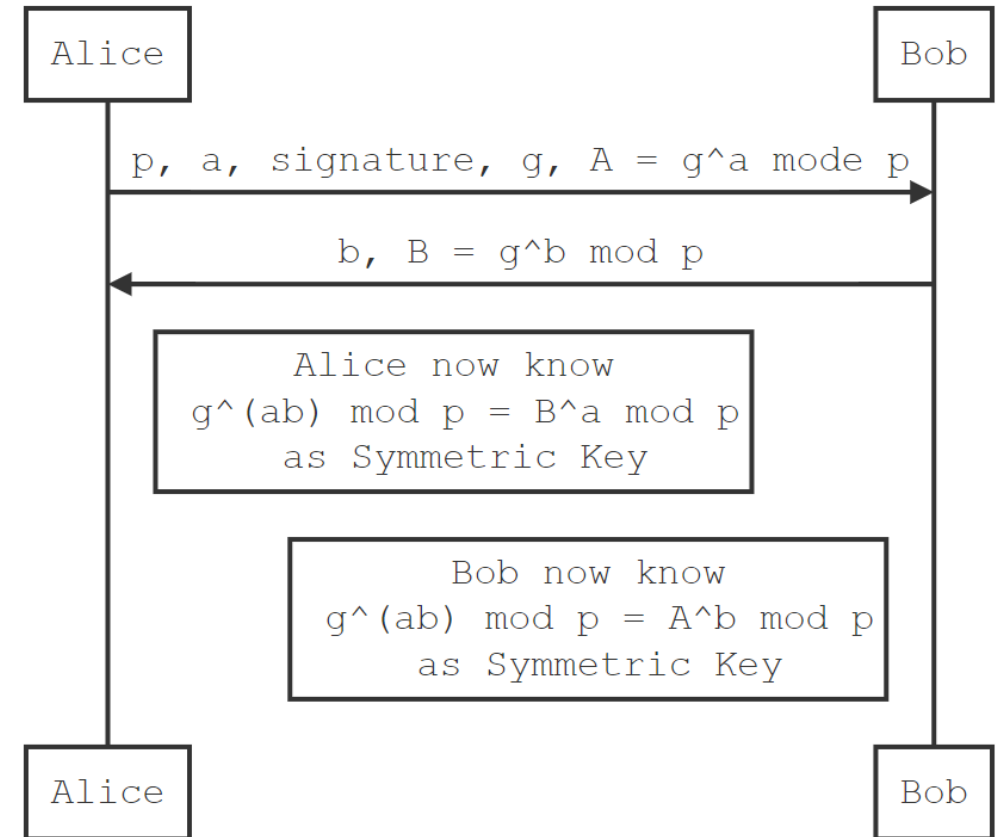 Alice
Bob
p, a, signature, g, A = g^a mode p
b, B = g^b mod p
Alice now know
g^(ab) mod p = B^a mod p
as Symmetric Key
Bob now know
g^(ab) mod p = A^b mod p
as Symmetric Key
Alice
Bob